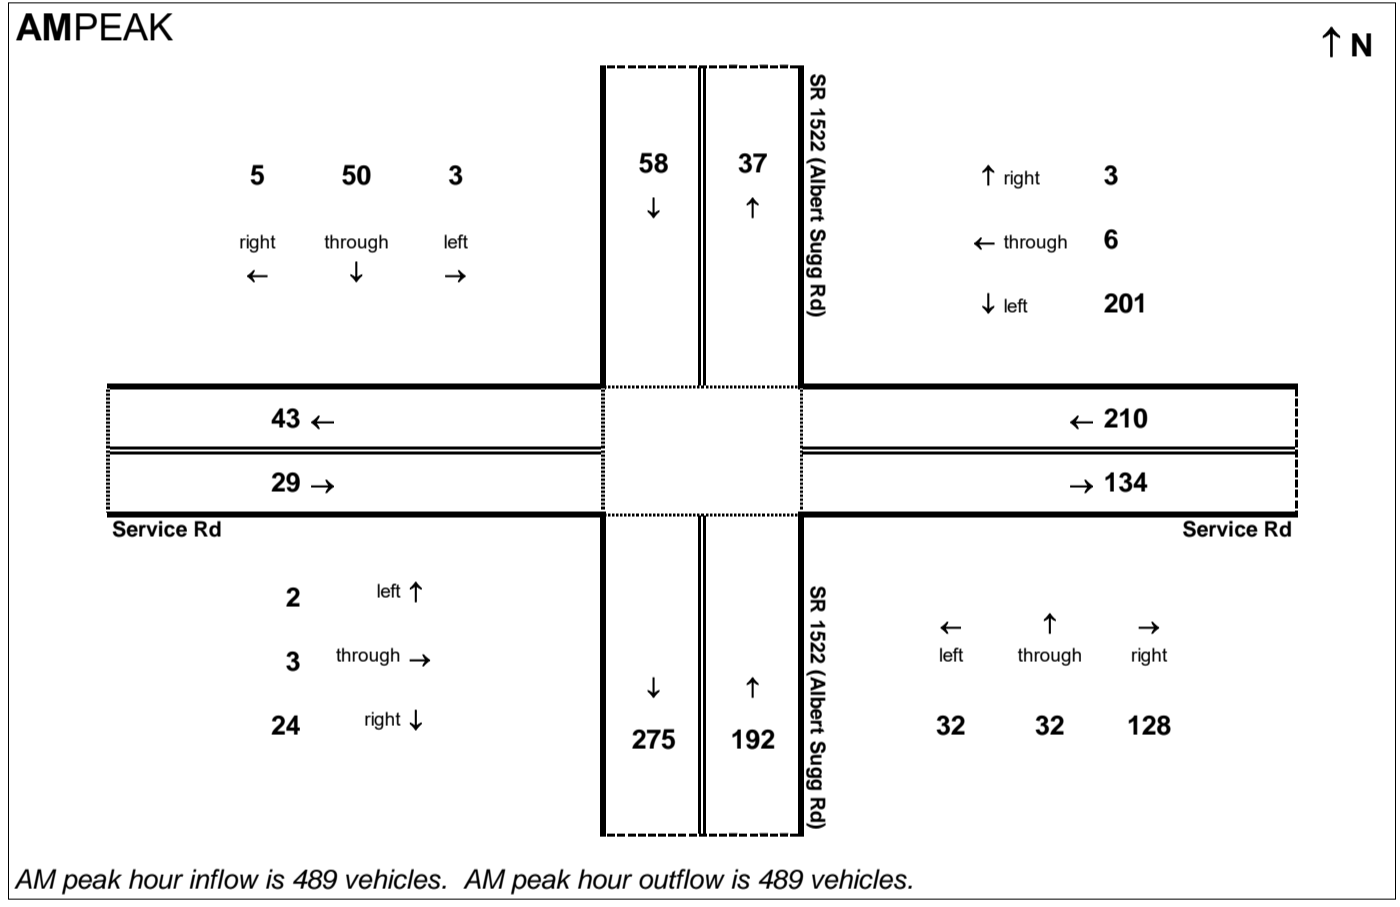 AMPEAK
↑ N
5 50 3
right through left
← ↓ →
58 37
↓ ↑
SR 1522 (Albert Sugg Rd)
↑ right 3
← through 6
↓ left 201
43 ←
29 →
← 210
→ 134
Service Rd
Service Rd
2 left ↑
3 through →
24 right ↓
↓ ↑
275 192
SR 1522 (Albert Sugg Rd)
← ↑ →
left through right
32 32 128
AM peak hour inflow is 489 vehicles. AM peak hour outflow is 489 vehicles.